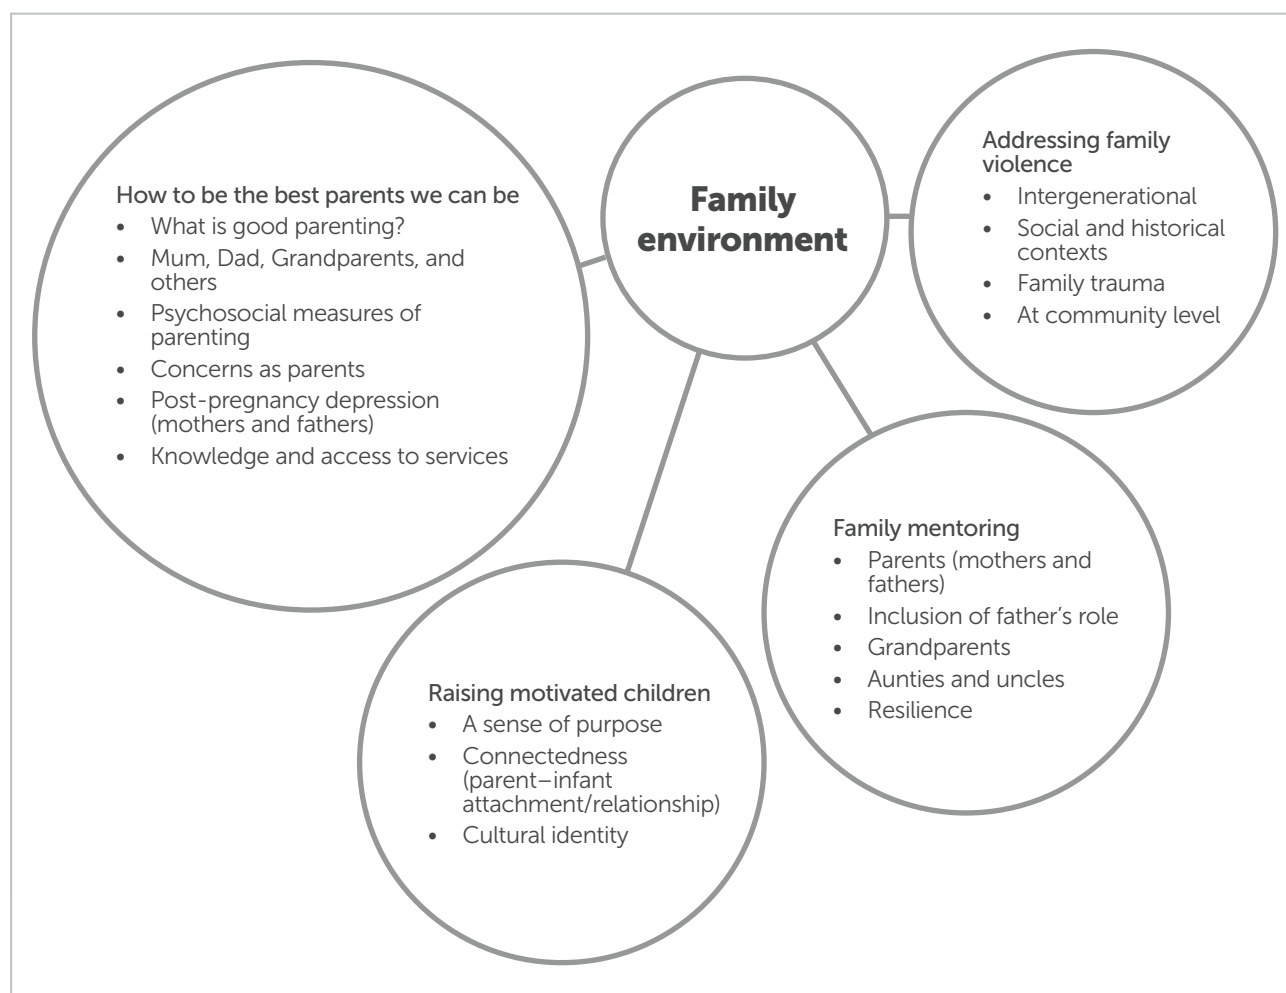 Family
environment
How to be the best parents we can be
• What is good parenting?
• Mum, Dad, Grandparents, and
others
• Psychosocial measures of
parenting
• Concerns as parents
• Post-pregnancy depression
(mothers and fathers)
• Knowledge and access to services
Addressing family
violence
• Intergenerational
• Social and historical
contexts
• Family trauma
• At community level
Family mentoring
• Parents (mothers and
fathers)
• Inclusion of father’s role
• Grandparents
• Aunties and uncles
• Resilience
Raising motivated children
• A sense of purpose
• Connectedness
(parent–infant
attachment/relationship)
• Cultural identity